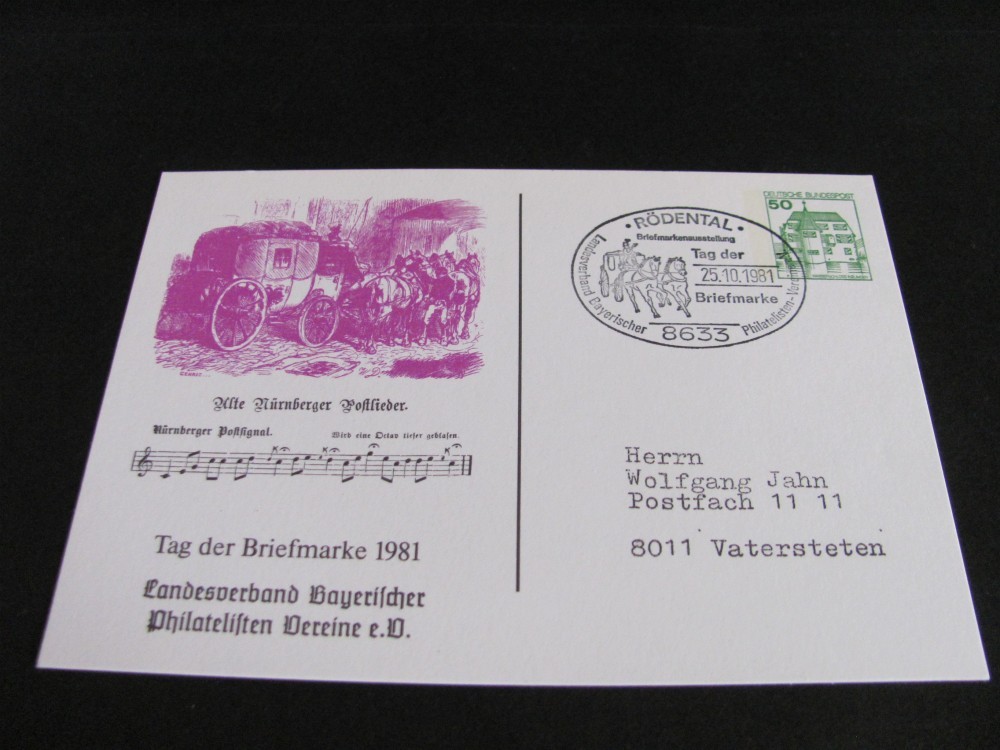 Alte Nürnberger Postlieder.
Nürnberger Postsignal. Wird eine Octav tiefer geblasen.
Tag der Briefmarke 1981
Landesverband Bayerischer
Philatelisten Vereine e.V.
DEUTSCHE BUNDESPOST
50
· RÖDENTAL ·
Briefmarkenausstellung
Tag der
25.10.1981
Briefmarke
8633
Landesverband Bayerischer Philatelisten-Vereine
Herrn
Wolfgang Jahn
Postfach 11 11
8011 Vatersteten